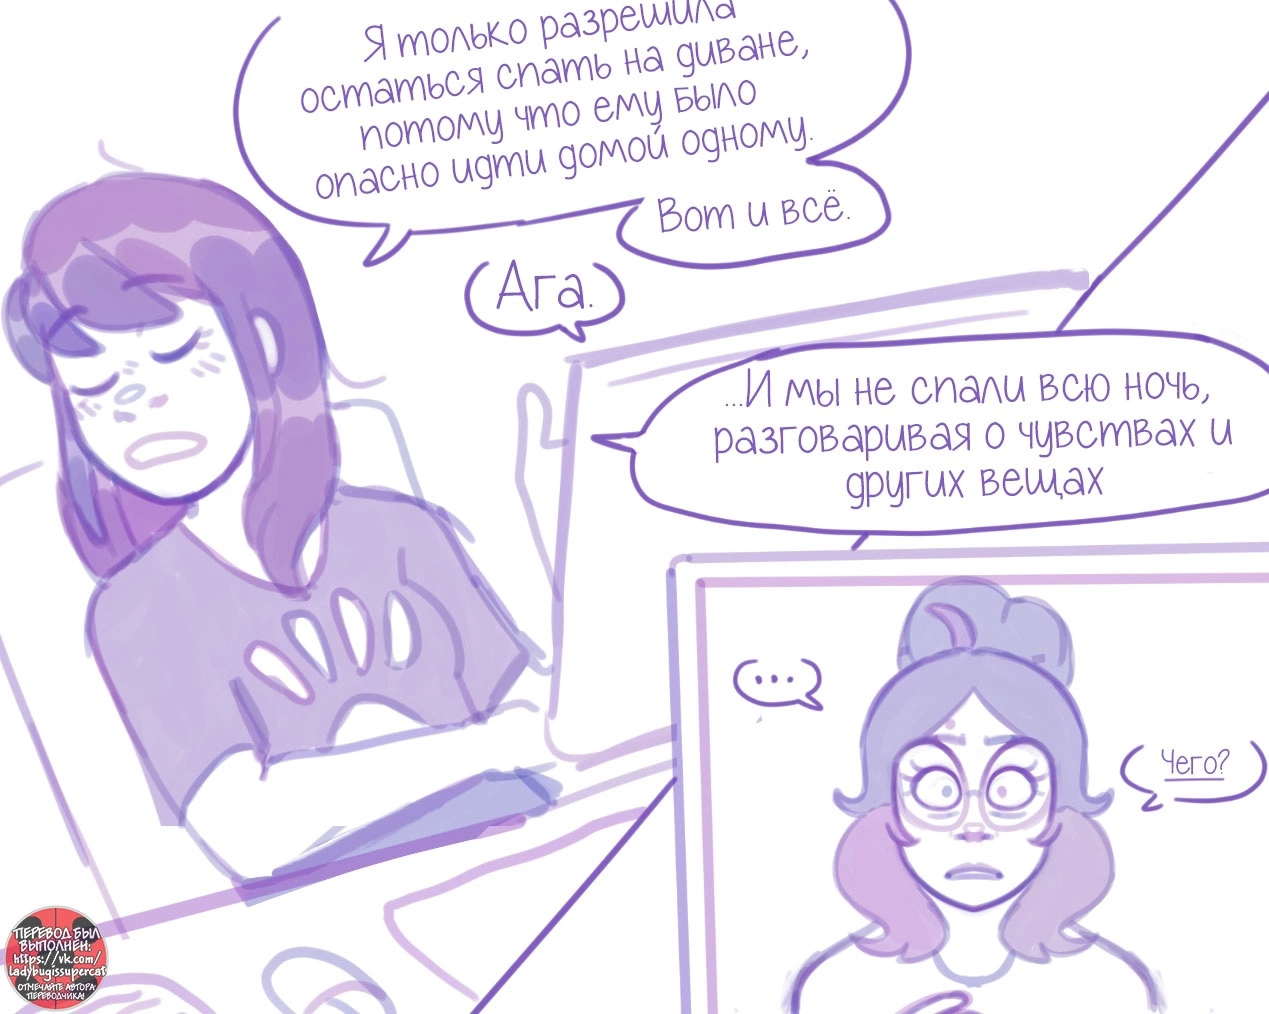 Я только разрешила
остаться спать на диване,
потому что ему было
опасно идти домой одному.
Вот и всё.
Ага.
...И мы не спали всю ночь,
разговаривая о чувствах и
других вещах
...
Чего?
ПЕРЕВОД БЫЛ
ВЫПОЛНЕН:
https://vk.com/
ladybugissupercat
ОТМЕЧАЙТЕ АВТОРА
ПЕРЕВОДЧИКА!